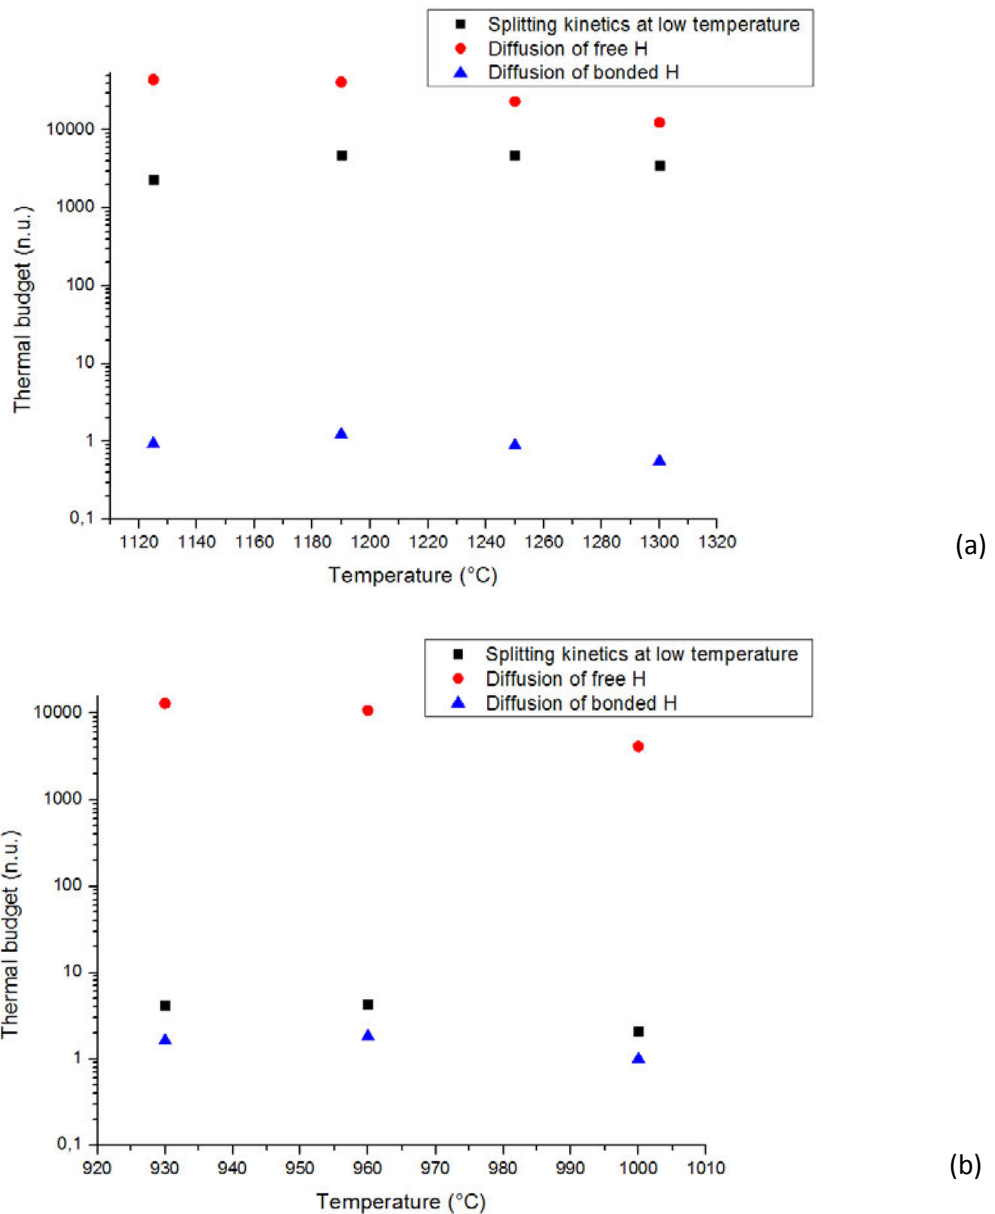 Splitting kinetics at low temperature
Diffusion of free H
Diffusion of bonded H
10000
1000
100
10
1
0,1
Thermal budget (n.u.)
1120 1140 1160 1180 1200 1220 1240 1260 1280 1300 1320
Temperature (°C)
(a)
Splitting kinetics at low temperature
Diffusion of free H
Diffusion of bonded H
10000
1000
100
10
1
0,1
Thermal budget (n.u.)
920 930 940 950 960 970 980 990 1000 1010
Temperature (°C)
(b)